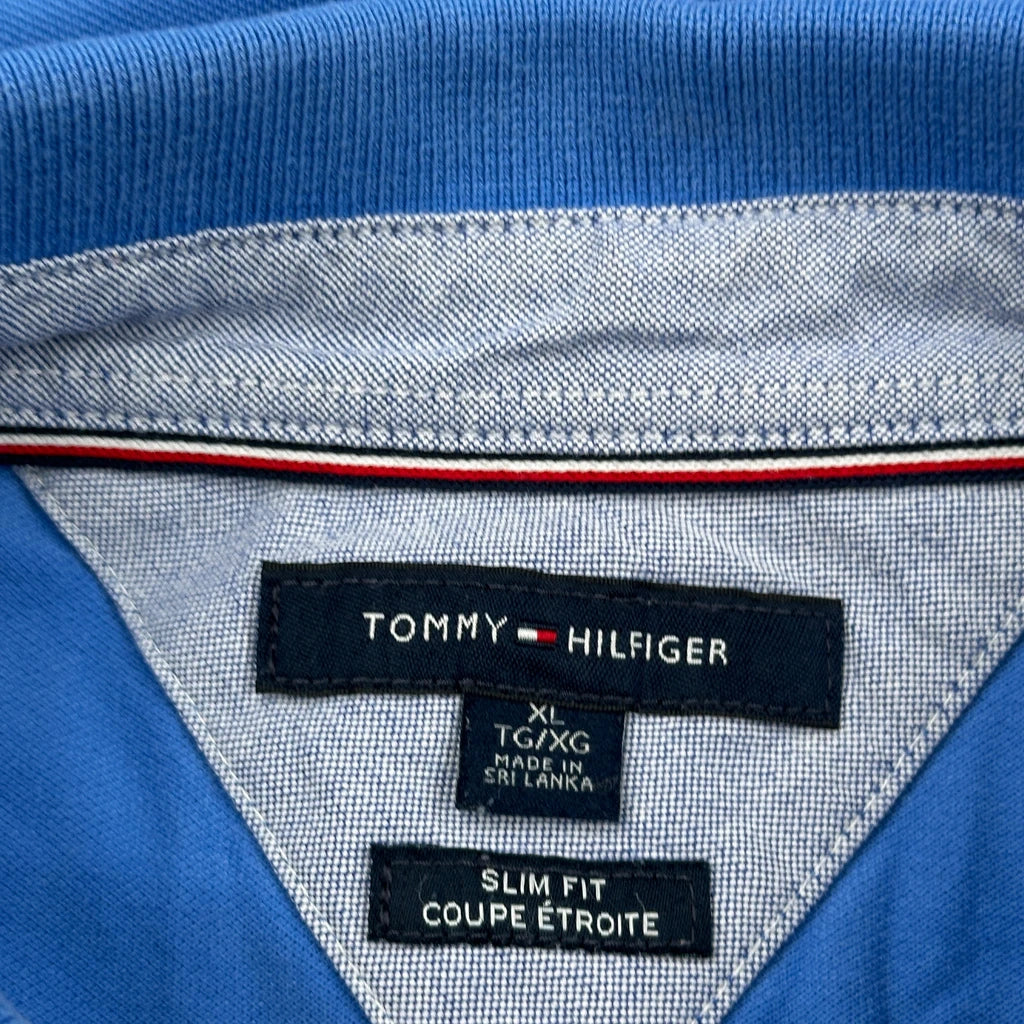 TOMMY HILFIGER
XL
TG/XG
MADE IN
SRI LANKA
SLIM FIT
COUPE ÉTROITE